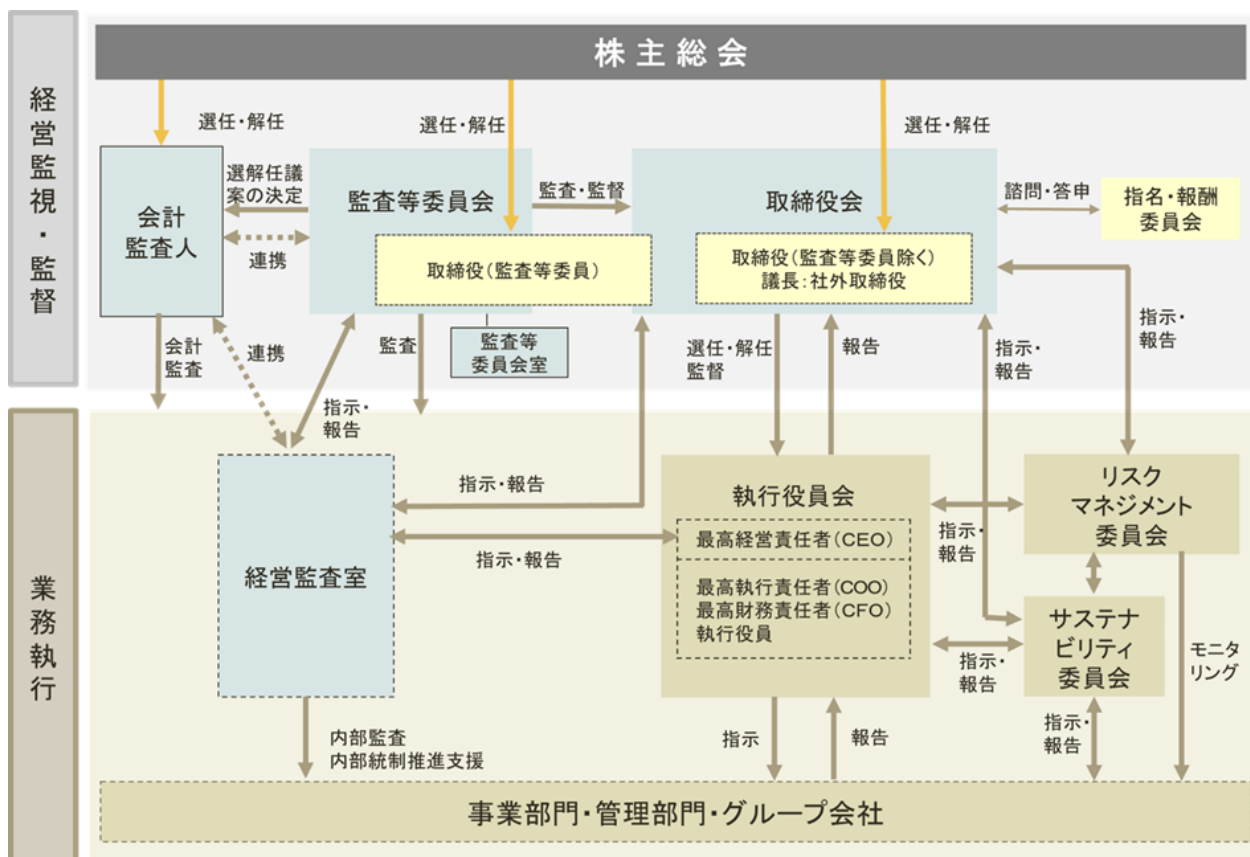 株主総会
経営監視・監督
選任・解任
選任・解任
選任・解任
会計
監査人
選解任議
案の決定
連携
監査等委員会
監査・監督
取締役会
諮問・答申
指名・報酬
委員会
取締役(監査等委員)
取締役(監査等委員除く)
議長:社外取締役
会計
監査
連携
指示・
報告
監査
監査等
委員会室
選任・解任
監督
報告
指示・
報告
指示・
報告
業務執行
経営監査室
指示・報告
指示・報告
執行役員会
最高経営責任者(CEO)
最高執行責任者(COO)
最高財務責任者(CFO)
執行役員
指示・
報告
リスク
マネジメント
委員会
サステナ
ビリティ
委員会
指示・
報告
モニタ
リング
内部監査
内部統制推進支援
指示
報告
指示・
報告
事業部門・管理部門・グループ会社